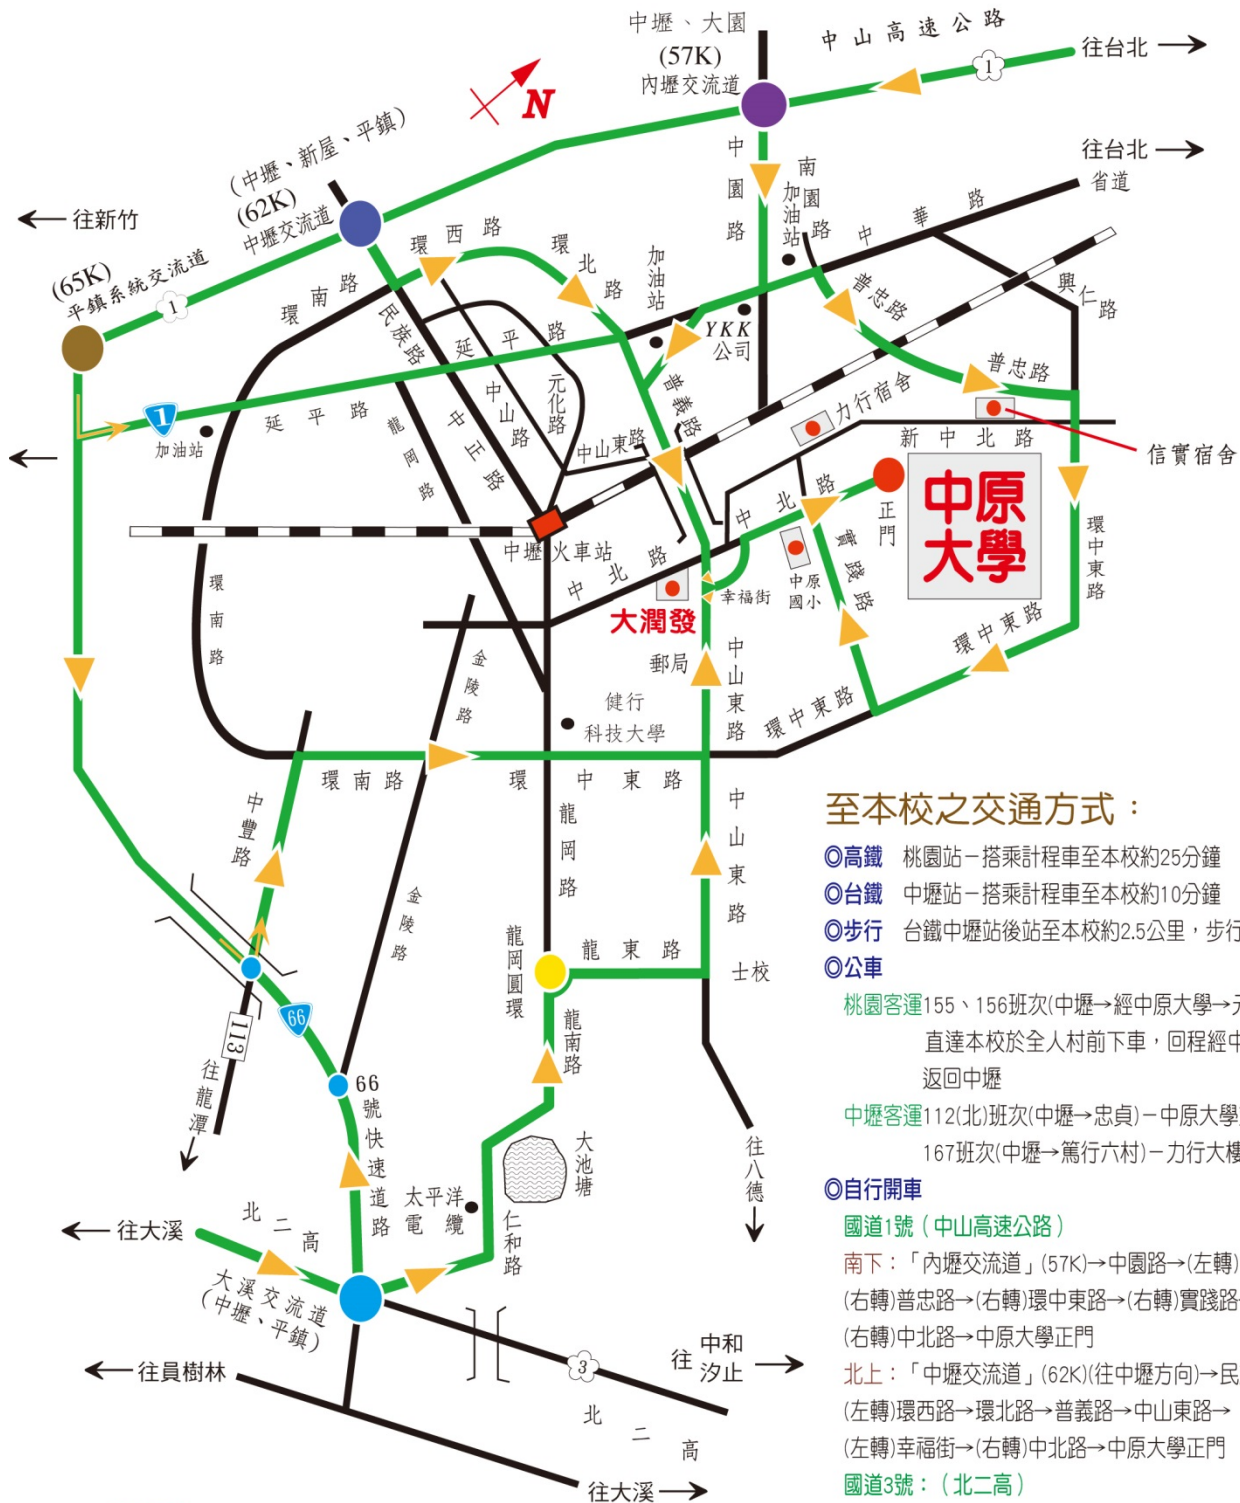 中壢、大園
(57K)
內壢交流道
中山高速公路
1
往台北
往台北
省道
N
(中壢、新屋、平鎮)
(62K)
中壢交流道
往新竹
(65K)
平鎮系統交流道
1
環南路
環西路
環北路
加油站
中園路
南園路
加油站
中華路
興仁路
普忠路
普忠路
YKK
公司
民族路
延平路
延平路
1
加油站
中山路
元化路
中正路
龍岡路
中山東路
普義路
力行宿舍
新中北路
信實宿舍
中原
大學
正門
中北路
中北路
實踐路
中原
國小
環中東路
環中東路
環中東路
中壢火車站
大潤發
幸福街
郵局
中山東路
環南路
金陵路
健行
科技大學
環南路
環中東路
中豐路
金陵路
龍岡路
中山東路
龍岡圓環
龍東路
士校
龍南路
66
113
往龍潭
66號快速道路
大池塘
太平洋
電纜
仁和路
往八德
往大溪
北二高
大溪交流道
(中壢、平鎮)
往員樹林
往
中和
汐止
3
北二高
往大溪
至本校之交通方式：
◎高鐵 桃園站－搭乘計程車至本校約25分鐘
◎台鐵 中壢站－搭乘計程車至本校約10分鐘
◎步行 台鐵中壢站後站至本校約2.5公里，步行
◎公車
桃園客運155、156班次(中壢→經中原大學→
直達本校於全人村前下車，回程經中
返回中壢
中壢客運112(北)班次(中壢→忠貞)－中原大學
167班次(中壢→篤行六村)－力行大樓
◎自行開車
國道1號（中山高速公路）
南下：「內壢交流道」(57K)→中園路→(左轉)
(右轉)普忠路→(右轉)環中東路→(右轉)實踐路
(右轉)中北路→中原大學正門
北上：「中壢交流道」(62K)(往中壢方向)→民
(左轉)環西路→環北路→普義路→中山東路→
(左轉)幸福街→(右轉)中北路→中原大學正門
國道3號：（北二高）